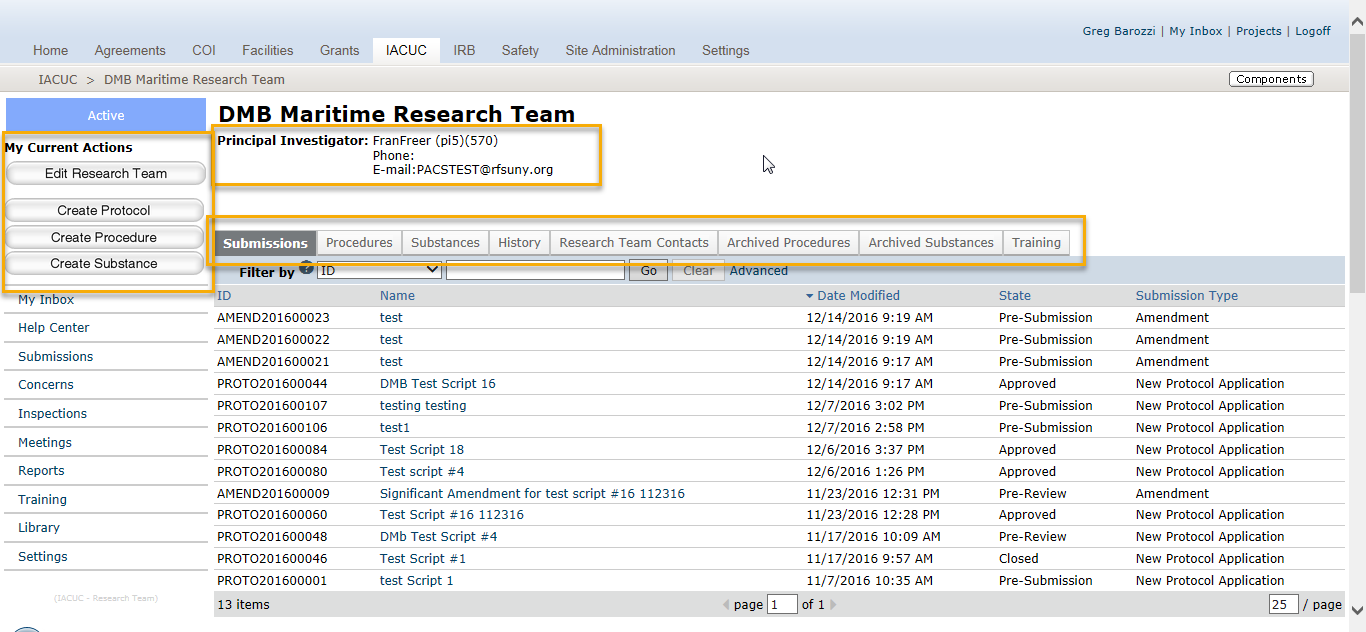 Greg Barozzi | My Inbox | Projects | Logoff
Home Agreements COI Facilities Grants IACUC IRB Safety Site Administration Settings
IACUC > DMB Maritime Research Team Components
Active
My Current Actions
Edit Research Team
Create Protocol
Create Procedure
Create Substance
My Inbox
Help Center
Submissions
Concerns
Inspections
Meetings
Reports
Training
Library
Settings
(IACUC - Research Team)
DMB Maritime Research Team
Principal Investigator: FranFreer (pi5)(570)
Phone:
E-mail:PACSTEST@rfsuny.org
Submissions Procedures Substances History Research Team Contacts Archived Procedures Archived Substances Training
Filter by ? ID Go Clear Advanced
ID Name Date Modified State Submission Type
AMEND201600023 test 12/14/2016 9:19 AM Pre-Submission Amendment
AMEND201600022 test 12/14/2016 9:19 AM Pre-Submission Amendment
AMEND201600021 test 12/14/2016 9:17 AM Pre-Submission Amendment
PROTO201600044 DMB Test Script 16 12/14/2016 9:17 AM Approved New Protocol Application
PROTO201600107 testing testing 12/7/2016 3:02 PM Pre-Submission New Protocol Application
PROTO201600106 test1 12/7/2016 2:58 PM Pre-Submission New Protocol Application
PROTO201600084 Test Script 18 12/6/2016 3:37 PM Approved New Protocol Application
PROTO201600080 Test script #4 12/6/2016 1:26 PM Approved New Protocol Application
AMEND201600009 Significant Amendment for test script #16 112316 11/23/2016 12:31 PM Pre-Review Amendment
PROTO201600060 Test Script #16 112316 11/23/2016 12:28 PM Approved New Protocol Application
PROTO201600048 DMb Test Script #4 11/17/2016 10:09 AM Pre-Review New Protocol Application
PROTO201600046 Test Script #1 11/17/2016 9:57 AM Closed New Protocol Application
PROTO201600001 test Script 1 11/7/2016 10:35 AM Pre-Submission New Protocol Application
13 items page 1 of 1 25 / page